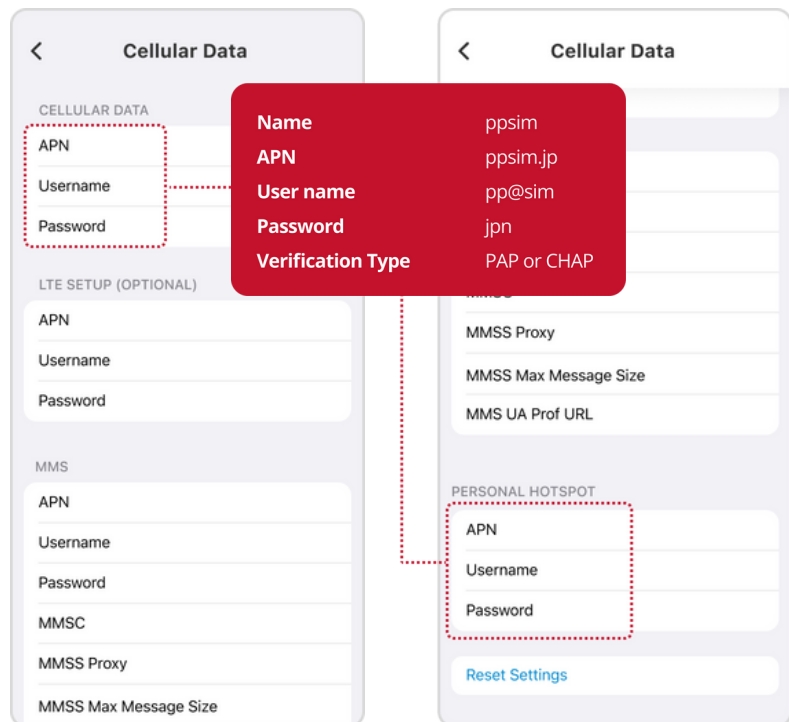 Cellular Data
CELLULAR DATA
APN
Username
Password
LTE SETUP (OPTIONAL)
APN
Username
Password
MMS
APN
Username
Password
MMSC
MMSS Proxy
MMSS Max Message Size
Name ppsim
APN ppsim.jp
User name pp@sim
Password jpn
Verification Type PAP or CHAP
Cellular Data
MMSS Proxy
MMSS Max Message Size
MMS UA Prof URL
PERSONAL HOTSPOT
APN
Username
Password
Reset Settings